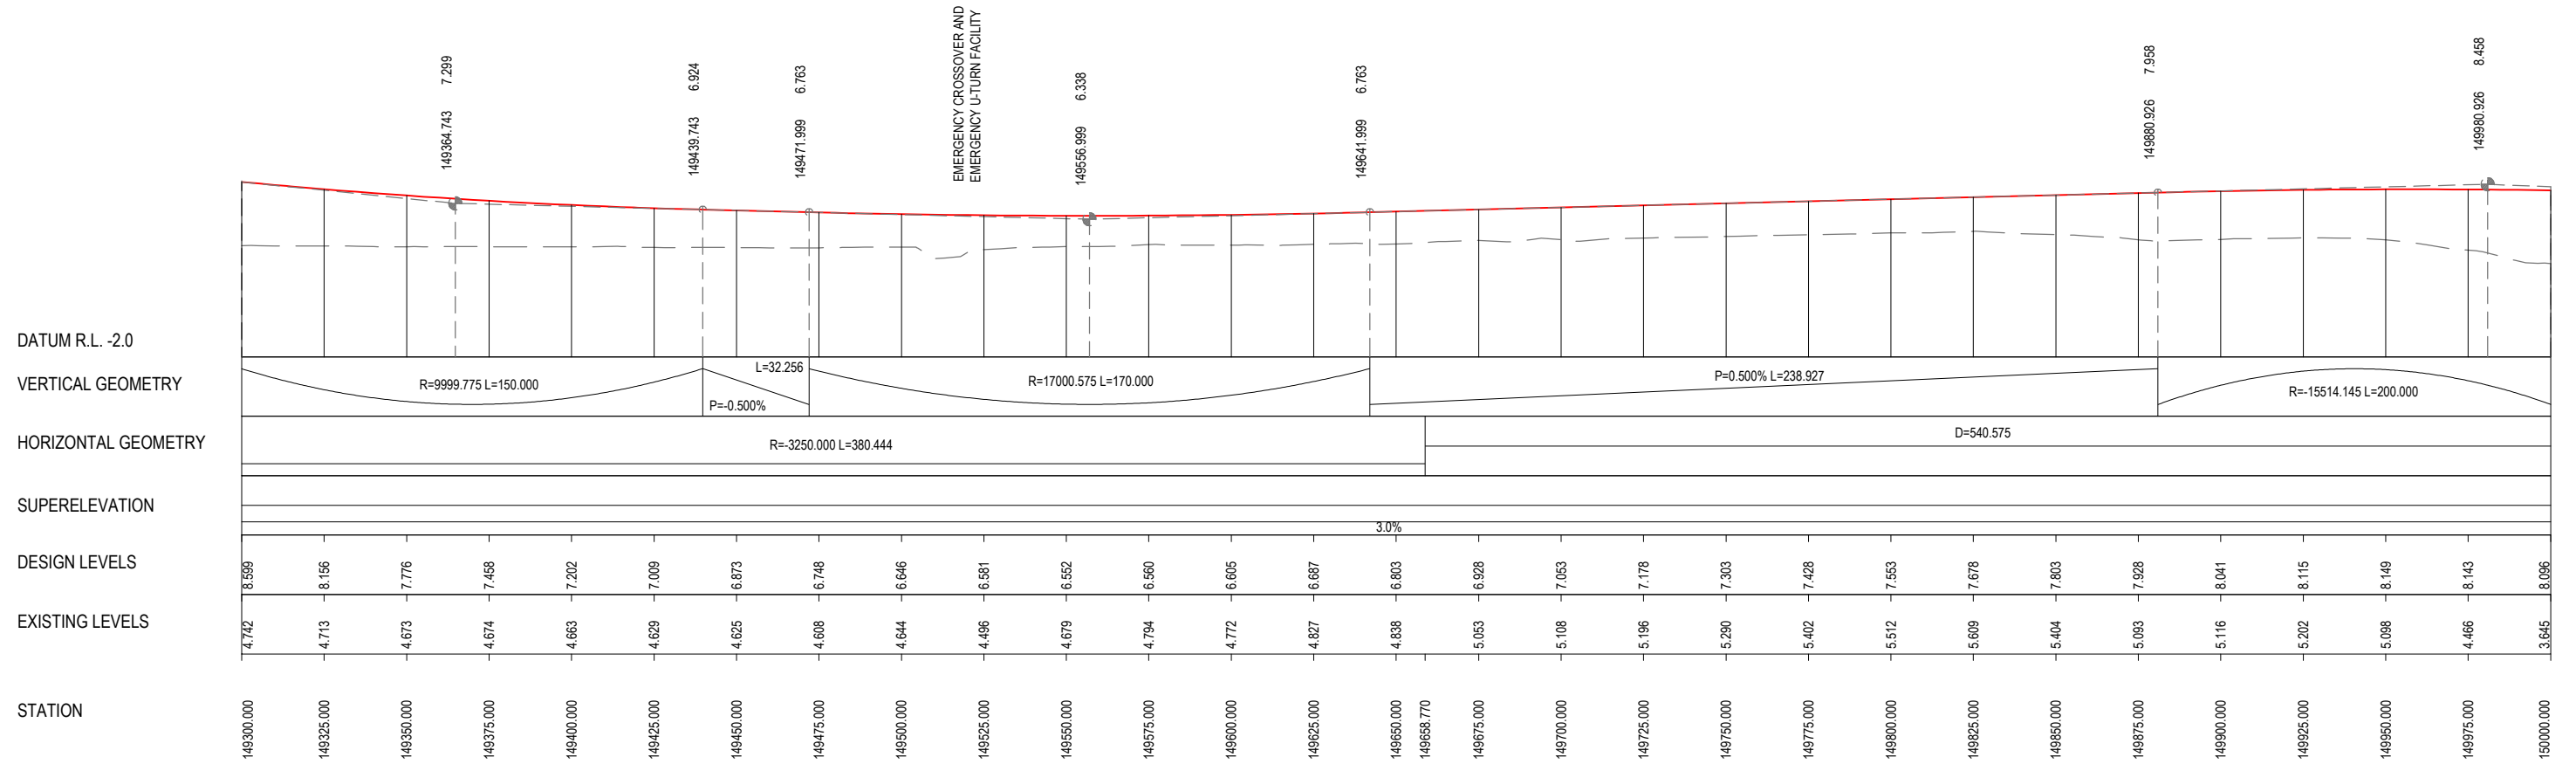 EMERGENCY CROSSOVER AND
EMERGENCY U-TURN FACILITY
149364.743 7.299
149439.743 6.924
149471.999 6.763
149556.999 6.338
149641.999 6.763
149880.926 7.958
149980.926 8.458
DATUM R.L. -2.0
VERTICAL GEOMETRY
R=9999.775 L=150.000
P=-0.500%
L=32.256
R=17000.575 L=170.000
P=0.500% L=238.927
R=-15514.145 L=200.000
HORIZONTAL GEOMETRY
R=-3250.000 L=380.444
D=540.575
SUPERELEVATION
3.0%
DESIGN LEVELS
8.599 8.156 7.776 7.458 7.202 7.009 6.873 6.748 6.646 6.581 6.552 6.560 6.605 6.687 6.803 6.928 7.053 7.178 7.303 7.428 7.553 7.678 7.803 7.928 8.041 8.115 8.149 8.143 8.096
EXISTING LEVELS
4.742 4.713 4.673 4.674 4.663 4.629 4.625 4.608 4.644 4.496 4.679 4.794 4.772 4.827 4.838 5.053 5.108 5.196 5.290 5.402 5.512 5.609 5.404 5.093 5.116 5.202 5.098 4.466 3.645
STATION
149300.000 149325.000 149350.000 149375.000 149400.000 149425.000 149450.000 149475.000 149500.000 149525.000 149550.000 149575.000 149600.000 149625.000 149650.000 149658.770 149675.000 149700.000 149725.000 149750.000 149775.000 149800.000 149825.000 149850.000 149875.000 149900.000 149925.000 149950.000 149975.000 150000.000